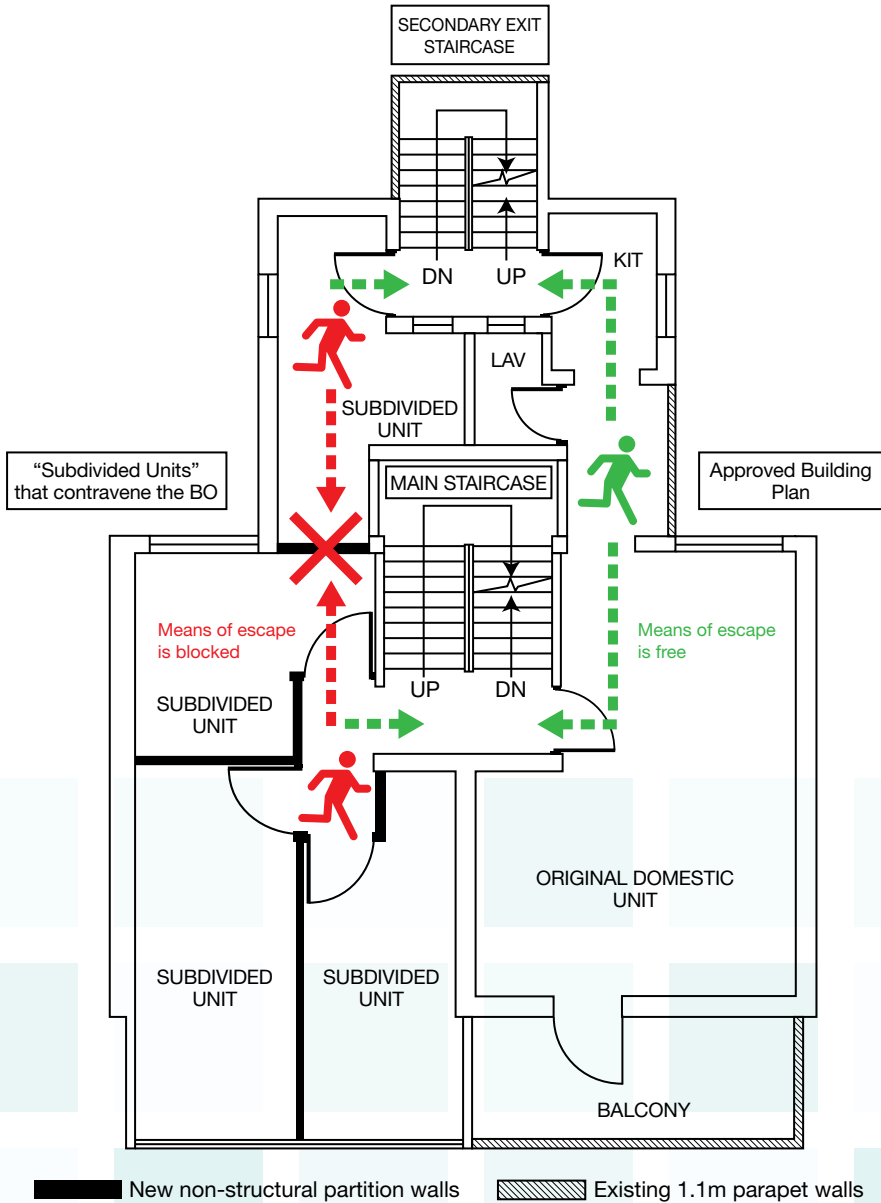 SECONDARY EXIT
STAIRCASE
DN
UP
KIT
LAV
SUBDIVIDED
UNIT
"Subdivided Units"
that contravene the BO
MAIN STAIRCASE
Approved Building
Plan
Means of escape
is blocked
Means of escape
is free
SUBDIVIDED
UNIT
UP
DN
ORIGINAL DOMESTIC
UNIT
SUBDIVIDED
UNIT
SUBDIVIDED
UNIT
BALCONY
New non-structural partition walls
Existing 1.1m parapet walls